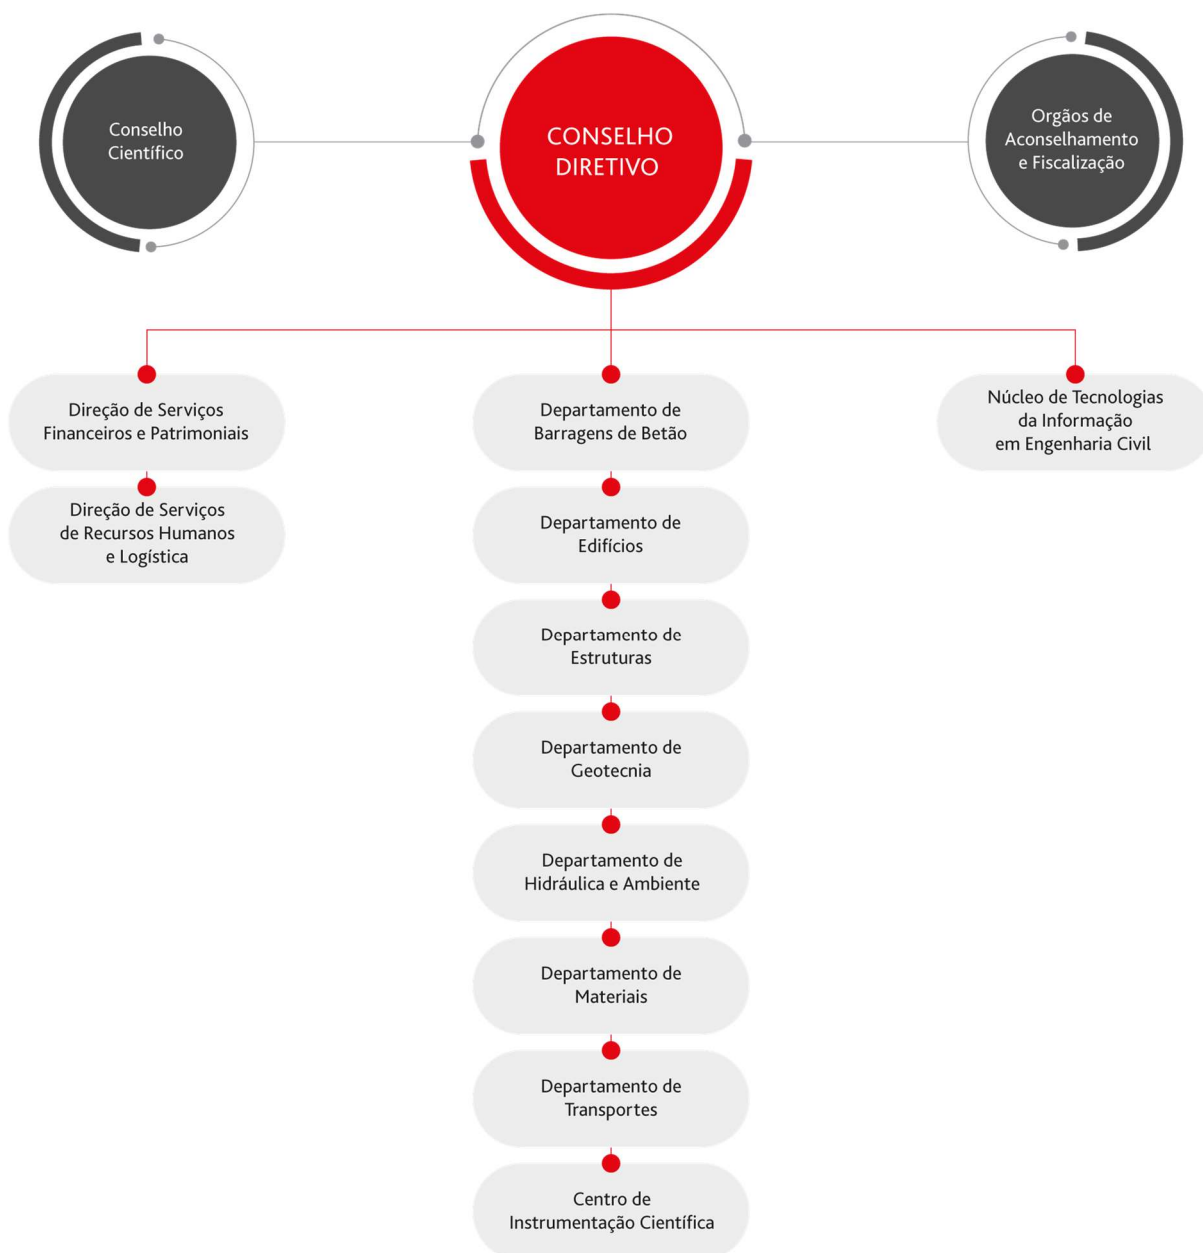 Conselho
Científico
CONSELHO
DIRETIVO
Orgãos de
Aconselhamento
e Fiscalização
Direção de Serviços
Financeiros e Patrimoniais
Direção de Serviços
de Recursos Humanos
e Logística
Departamento de
Barragens de Betão
Departamento de
Edifícios
Departamento de
Estruturas
Departamento de
Geotecnia
Departamento de
Hidráulica e Ambiente
Departamento de
Materiais
Departamento de
Transportes
Centro de
Instrumentação Científica
Núcleo de Tecnologias
da Informação
em Engenharia Civil